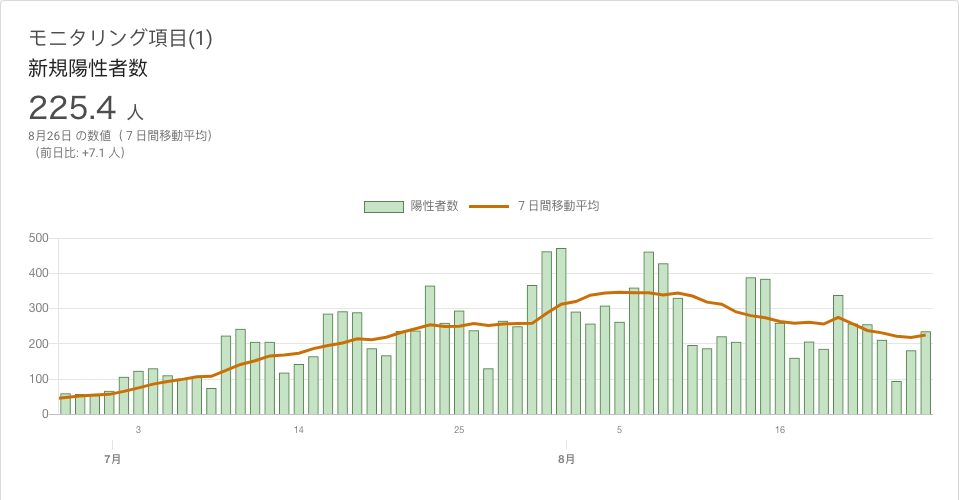 モニタリング項目(1)
新規陽性者数
225.4 人
8月26日 の数値（７日間移動平均）
（前日比: +7.1 人）
陽性者数 ７日間移動平均
500
400
300
200
100
0
3 14 25 5 16
7月 8月